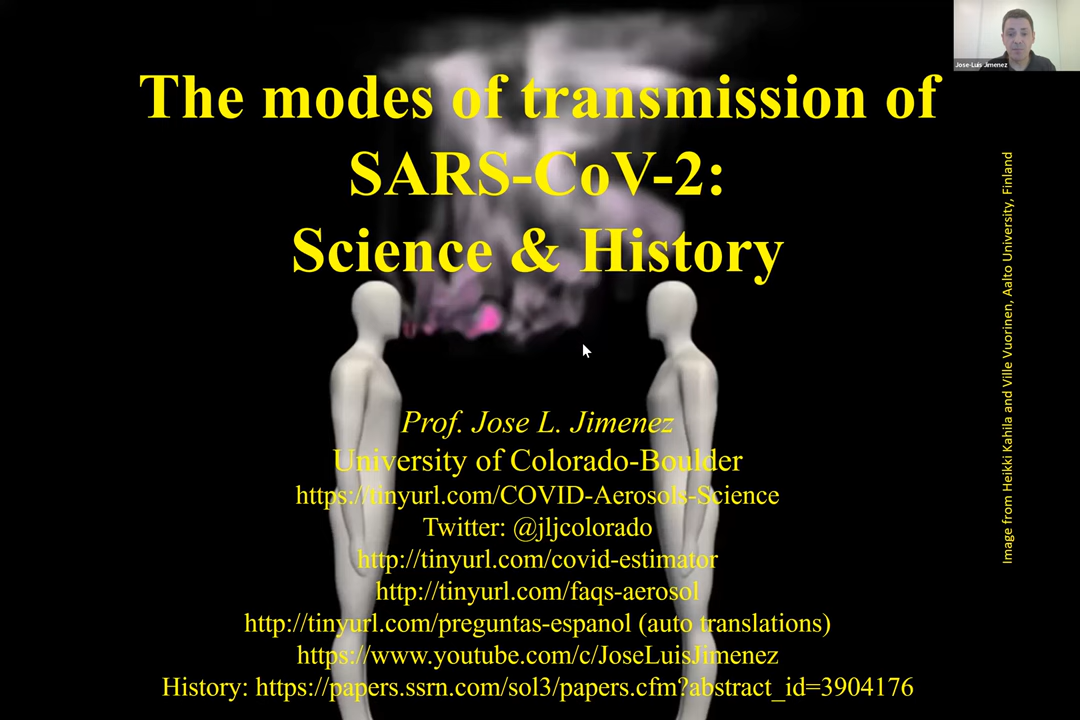 The modes of transmission of
SARS-CoV-2:
Science & History
Prof. Jose L. Jimenez
University of Colorado-Boulder
https://tinyurl.com/COVID-Aerosols-Science
Twitter: @jljcolorado
http://tinyurl.com/covid-estimator
http://tinyurl.com/faqs-aerosol
http://tinyurl.com/preguntas-espanol (auto translations)
https://www.youtube.com/c/JoseLuisJimenez
History: https://papers.ssrn.com/sol3/papers.cfm?abstract_id=3904176
Jose-Luis Jimenez
Image from Heikki Kahila and Ville Vuorinen, Aalto University, Finland